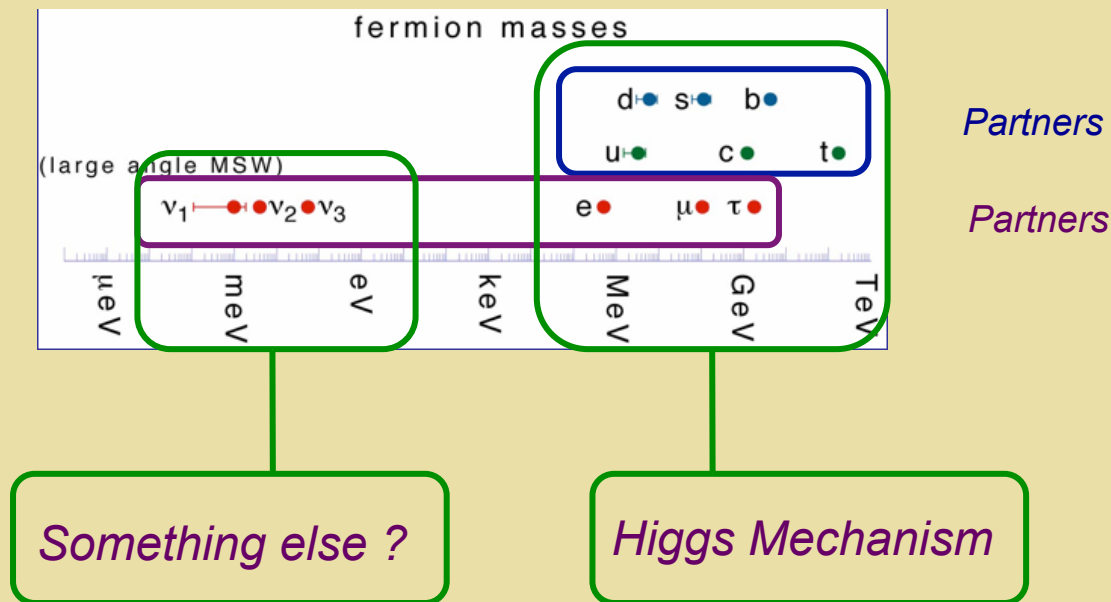 fermion masses
d s b
Partners
u c t
(large angle MSW)
ν1 ν2 ν3 e μ τ
Partners
μeV meV eV keV MeV GeV TeV
Something else ?
Higgs Mechanism